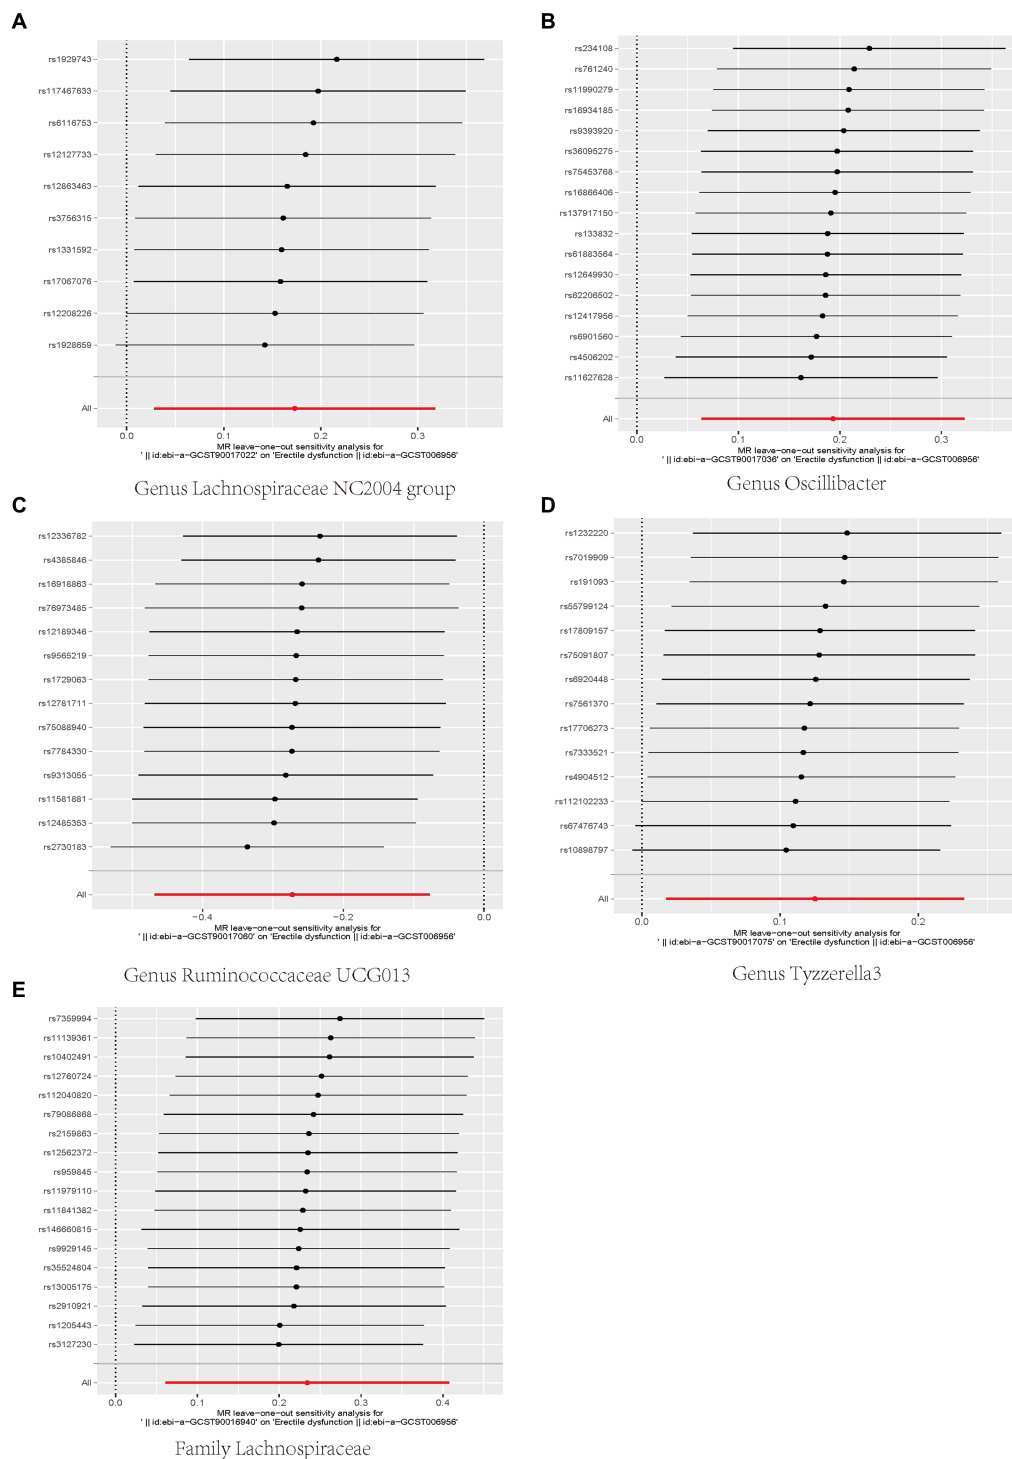 A
rs1929743
rs117467633
rs6116753
rs12127733
rs12863463
rs3756315
rs1331592
rs17067076
rs12208226
rs1928659
All
0.0 0.1 0.2 0.3
MR leave-one-out sensitivity analysis for
' || id:ebi-a-GCST90017022' on 'Erectile dysfunction || id:ebi-a-GCST006956'
Genus Lachnospiraceae NC2004 group
B
rs234108
rs761240
rs11990279
rs16934185
rs9393920
rs36095275
rs75453768
rs16866406
rs137917150
rs133832
rs61883564
rs12649930
rs62206502
rs12417956
rs6901560
rs4506202
rs11627628
All
0.0 0.1 0.2 0.3
MR leave-one-out sensitivity analysis for
' || id:ebi-a-GCST90017036' on 'Erectile dysfunction || id:ebi-a-GCST006956'
Genus Oscillibacter
C
rs12336782
rs4385846
rs16918863
rs76973485
rs12189346
rs9565219
rs1729063
rs12781711
rs75088940
rs7784330
rs9313055
rs11581881
rs12485353
rs2730183
All
−0.4 −0.2 0.0
MR leave-one-out sensitivity analysis for
' || id:ebi-a-GCST90017060' on 'Erectile dysfunction || id:ebi-a-GCST006956'
Genus Ruminococcaceae UCG013
D
rs1232220
rs7019909
rs191093
rs55799124
rs17809157
rs75091807
rs6920448
rs7561370
rs17706273
rs7333521
rs4904512
rs112102233
rs67476743
rs10898797
All
0.0 0.1 0.2
MR leave-one-out sensitivity analysis for
' || id:ebi-a-GCST90017075' on 'Erectile dysfunction || id:ebi-a-GCST006956'
Genus Tyzzerella3
E
rs7359994
rs11139361
rs10402491
rs12760724
rs112040820
rs79086868
rs2159863
rs12562372
rs959845
rs11979110
rs11841382
rs146660815
rs9929145
rs35524804
rs13005175
rs2910921
rs1205443
rs3127230
All
0.0 0.1 0.2 0.3 0.4
MR leave-one-out sensitivity analysis for
' || id:ebi-a-GCST90016940' on 'Erectile dysfunction || id:ebi-a-GCST006956'
Family Lachnospiraceae